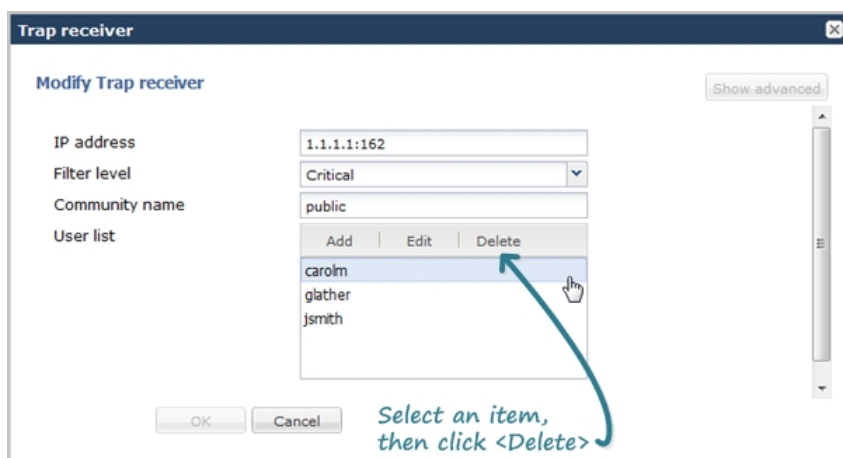 Trap receiver
Modify Trap receiver
Show advanced
IP address
1.1.1.1:162
Filter level
Critical
Community name
public
User list
Add | Edit | Delete
carolm
glather
jsmith
OK
Cancel
Select an item,
then click <Delete>